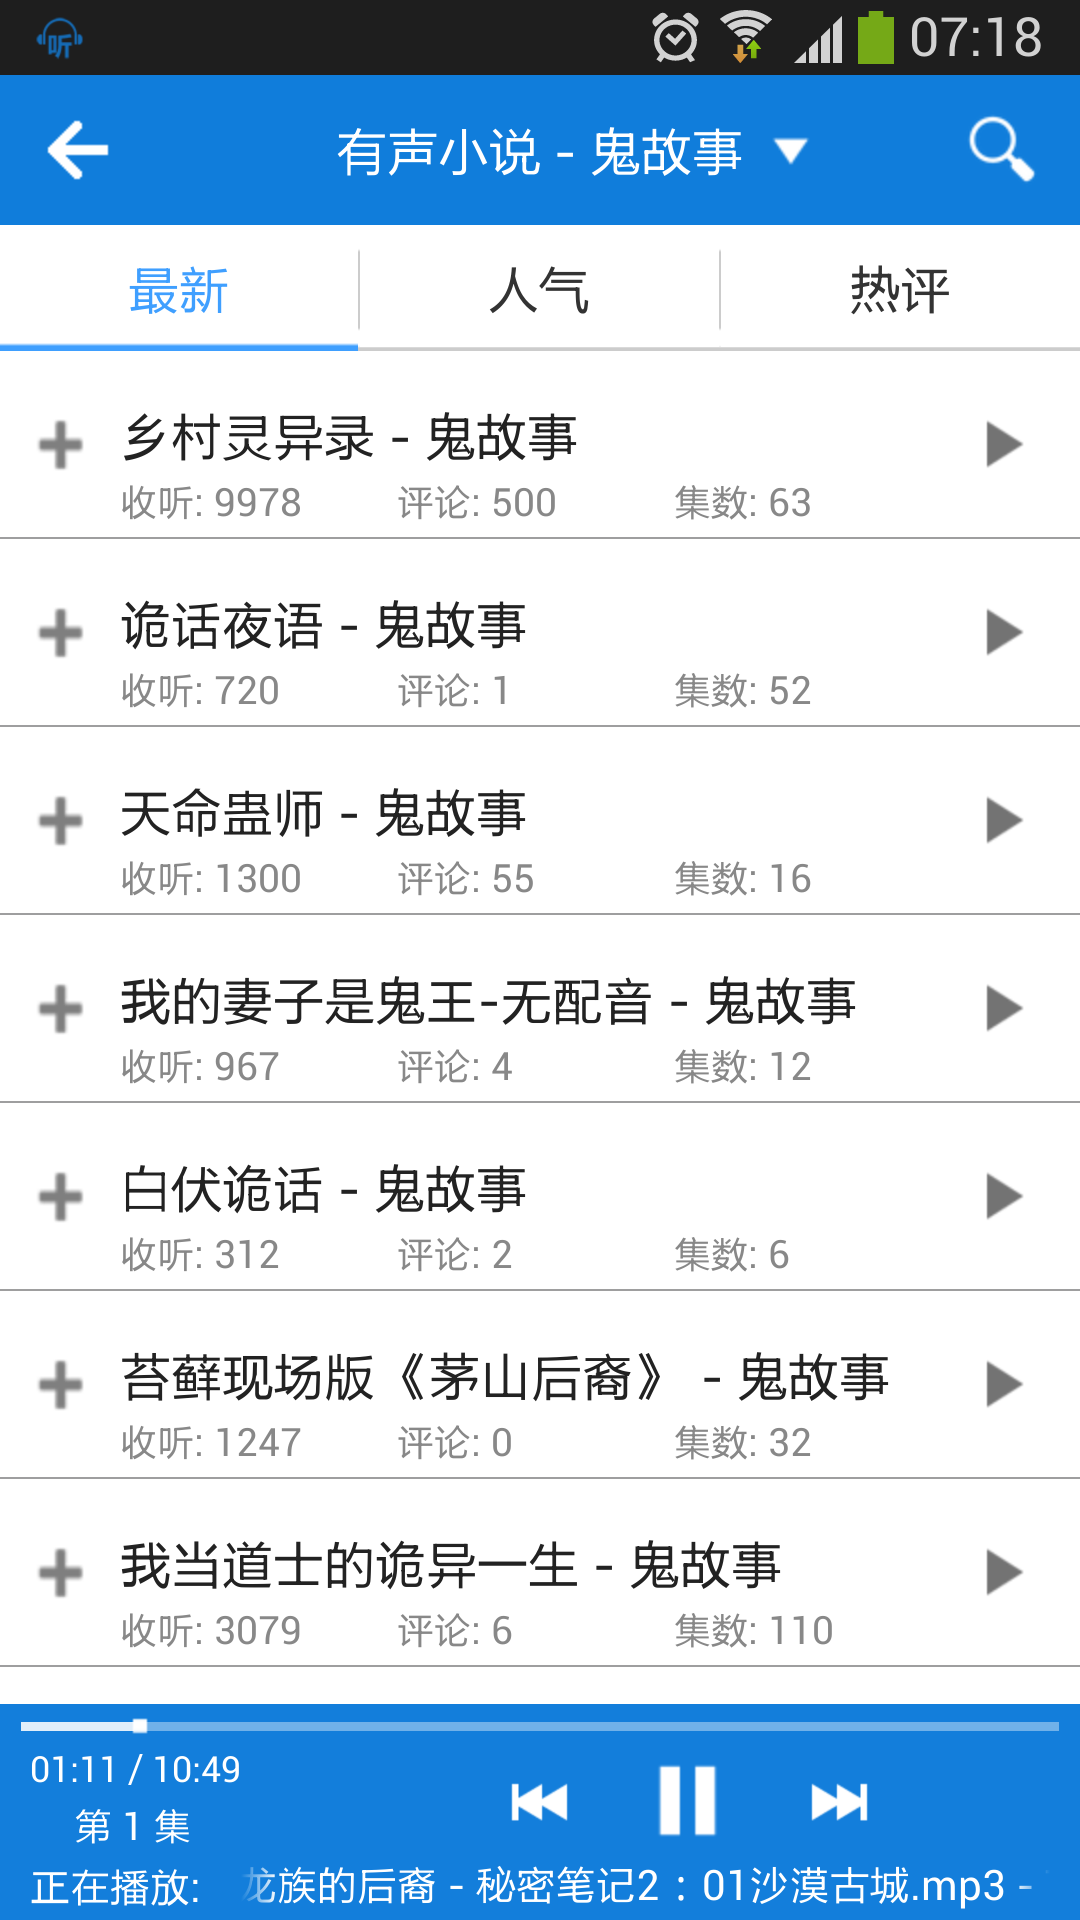 听
07:18
有声小说 - 鬼故事
最新 人气 热评
乡村灵异录 - 鬼故事
收听: 9978 评论: 500 集数: 63
诡话夜语 - 鬼故事
收听: 720 评论: 1 集数: 52
天命蛊师 - 鬼故事
收听: 1300 评论: 55 集数: 16
我的妻子是鬼王-无配音 - 鬼故事
收听: 967 评论: 4 集数: 12
白伏诡话 - 鬼故事
收听: 312 评论: 2 集数: 6
苔藓现场版《茅山后裔》 - 鬼故事
收听: 1247 评论: 0 集数: 32
我当道士的诡异一生 - 鬼故事
收听: 3079 评论: 6 集数: 110
01:11 / 10:49
第 1 集
正在播放: 龙族的后裔 - 秘密笔记2：01沙漠古城.mp3 -